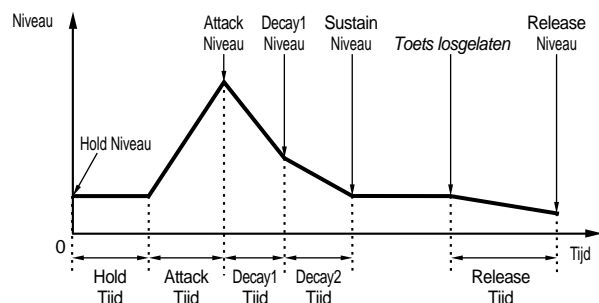 Niveau
Attack
Niveau
Decay1
Niveau
Sustain
Niveau
Toets losgelaten
Release
Niveau
Hold Niveau
0
Tijd
Hold
Tijd
Attack
Tijd
Decay1
Tijd
Decay2
Tijd
Release
Tijd